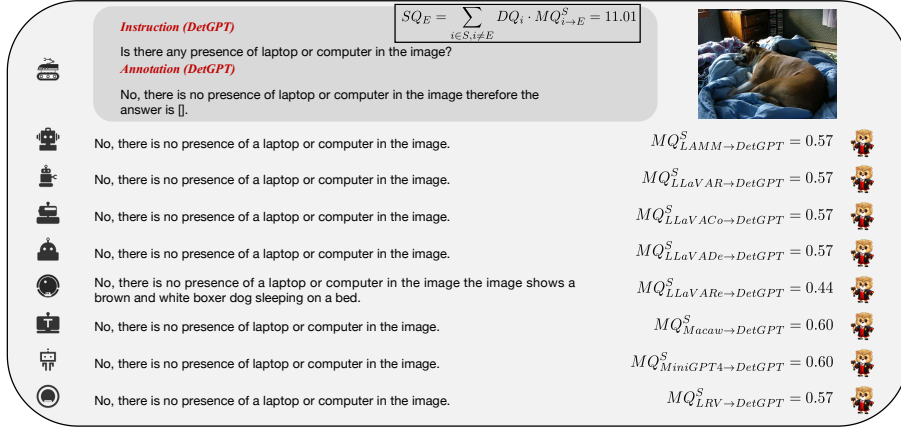 Instruction (DetGPT)
SQ_E = \sum_{i \in S, i \neq E} DQ_i \cdot MQ^S_{i \to E} = 11.01
Is there any presence of laptop or computer in the image?
Annotation (DetGPT)
No, there is no presence of laptop or computer in the image therefore the
answer is [].
No, there is no presence of a laptop or computer in the image. MQ^S_{LAMM→DetGPT} = 0.57
No, there is no presence of a laptop or computer in the image. MQ^S_{LLaVAR→DetGPT} = 0.57
No, there is no presence of a laptop or computer in the image. MQ^S_{LLaVACo→DetGPT} = 0.57
No, there is no presence of a laptop or computer in the image. MQ^S_{LLaVADe→DetGPT} = 0.57
No, there is no presence of a laptop or computer in the image the image shows a
brown and white boxer dog sleeping on a bed. MQ^S_{LLaVARe→DetGPT} = 0.44
No, there is no presence of laptop or computer in the image. MQ^S_{Macaw→DetGPT} = 0.60
No, there is no presence of laptop or computer in the image. MQ^S_{MiniGPT4→DetGPT} = 0.60
No, there is no presence of a laptop or computer in the image. MQ^S_{LRV→DetGPT} = 0.57